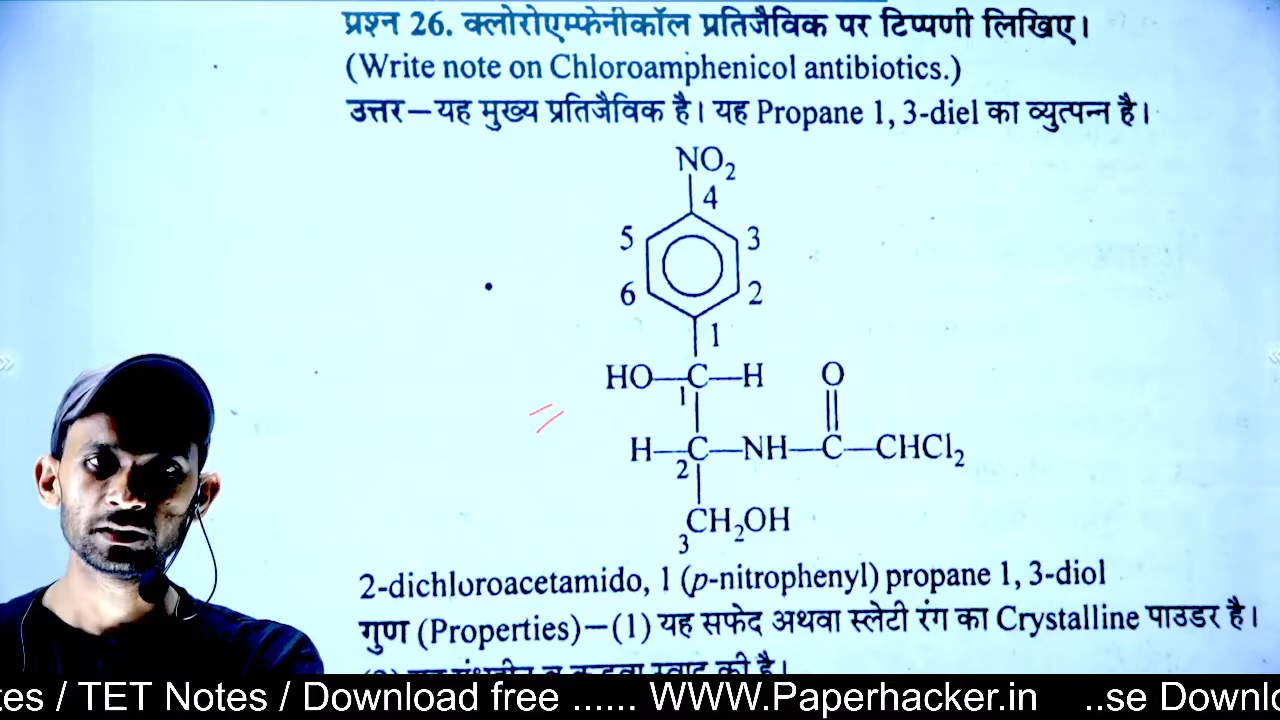 प्रश्न 26. क्लोरोएम्फेनीकॉल प्रतिजैविक पर टिप्पणी लिखिए।
(Write note on Chloroamphenicol antibiotics.)
उत्तर–यह मुख्य प्रतिजैविक है। यह Propane 1, 3-diel का व्युत्पन्न है।
NO2
4
5 3
6 2
1
HO—C—H O
1
H—C—NH—C—CHCl2
2
CH2OH
3
2-dichloroacetamido, 1 (p-nitrophenyl) propane 1, 3-diol
गुण (Properties)–(1) यह सफेद अथवा स्लेटी रंग का Crystalline पाउडर है।
व कड़वा स्वाद की है।
tes / TET Notes / Download free ...... WWW.Paperhacker.in ..se Downlo